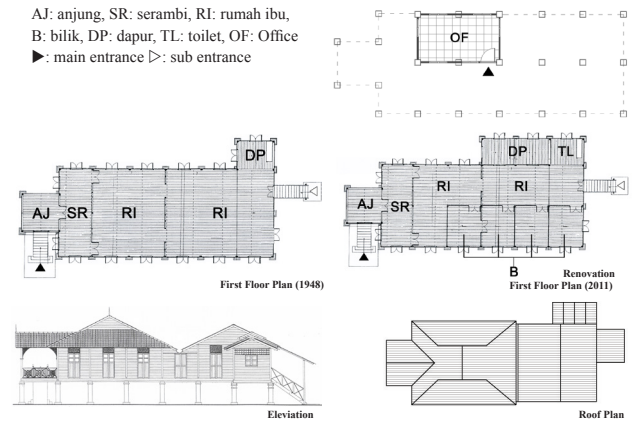 AJ: anjung, SR: serambi, RI: rumah ibu,
B: bilik, DP: dapur, TL: toilet, OF: Office
▶: main entrance ▷: sub entrance
OF
DP
AJ
SR
RI
RI
First Floor Plan (1948)
DP
TL
RI
RI
AJ
SR
B
Renovation
First Floor Plan (2011)
Eleviation
Roof Plan